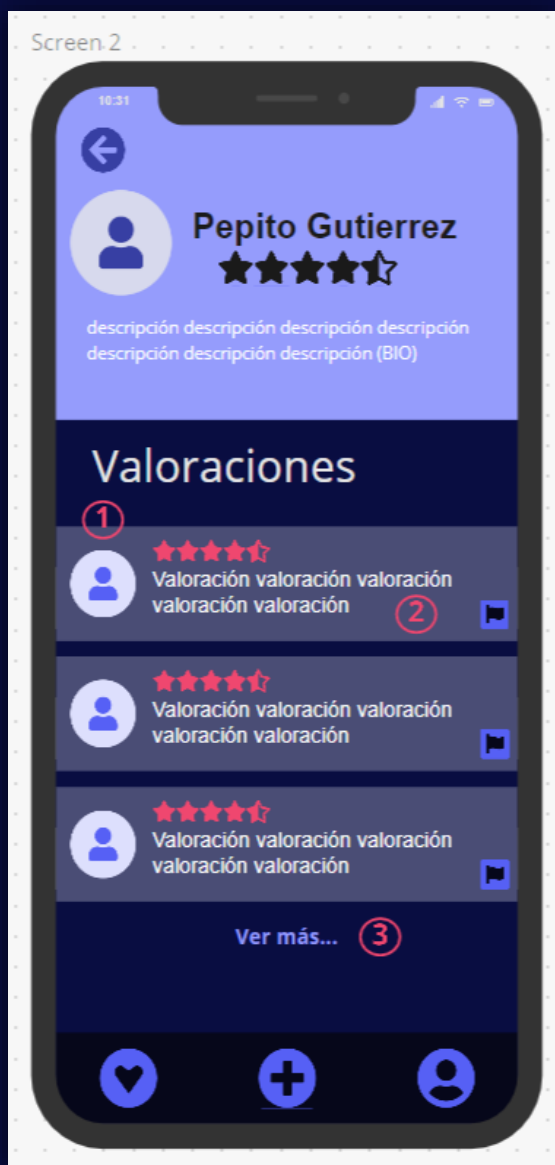 Screen 2
10:31
Pepito Gutierrez
descripción descripción descripción descripción
descripción descripción descripción (BIO)
Valoraciones
1
Valoración valoración valoración
valoración valoración
2
Valoración valoración valoración
valoración valoración
Valoración valoración valoración
valoración valoración
Ver más...
3